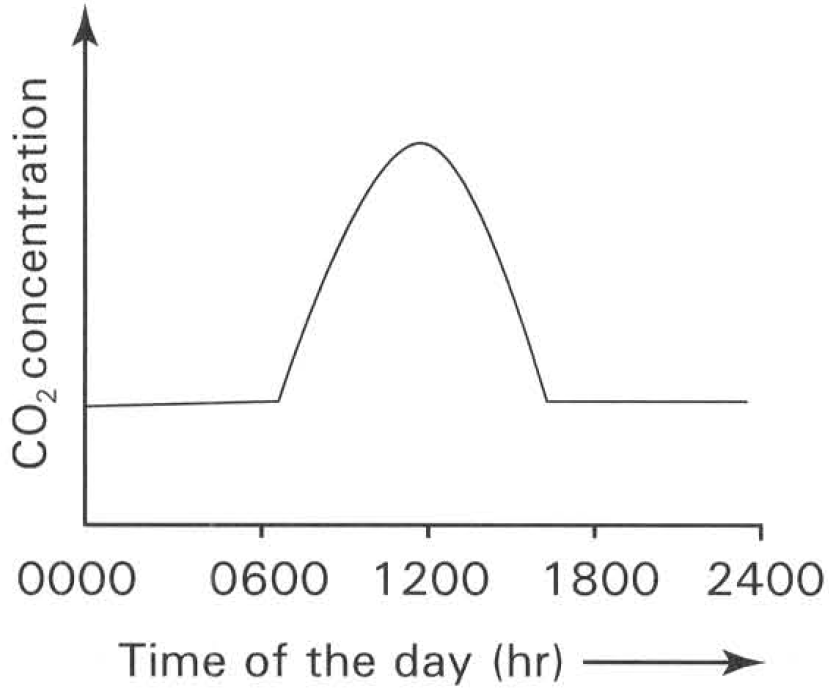 CO₂ concentration
0000 0600 1200 1800 2400
Time of the day (hr)